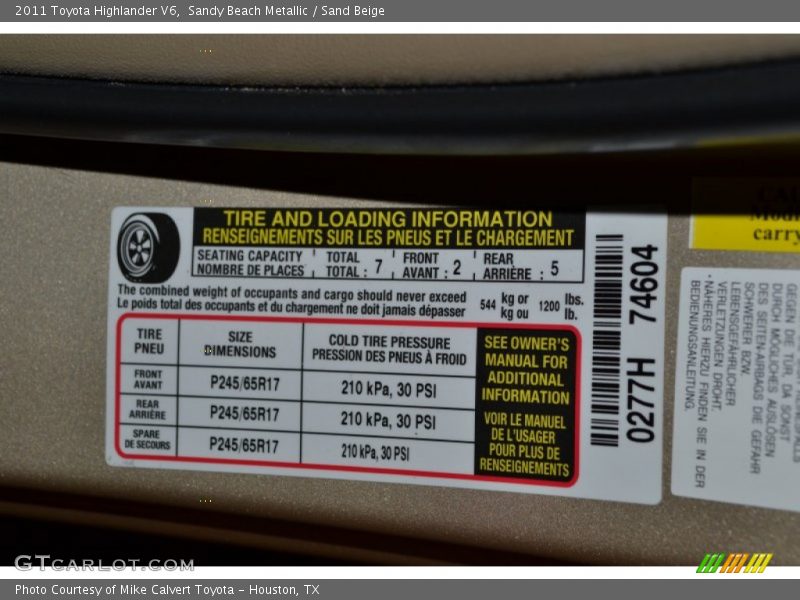 2011 Toyota Highlander V6, Sandy Beach Metallic / Sand Beige
TIRE AND LOADING INFORMATION
RENSEIGNEMENTS SUR LES PNEUS ET LE CHARGEMENT
SEATING CAPACITY TOTAL FRONT REAR
NOMBRE DE PLACES TOTAL : 7 AVANT : 2 ARRIÈRE : 5
The combined weight of occupants and cargo should never exceed 544 kg or 1200 lbs.
Le poids total des occupants et du chargement ne doit jamais dépasser kg ou lb.
TIRE SIZE COLD TIRE PRESSURE
PNEU DIMENSIONS PRESSION DES PNEUS À FROID
FRONT
AVANT P245/65R17 210 kPa, 30 PSI
REAR
ARRIÈRE P245/65R17 210 kPa, 30 PSI
SPARE
DE SECOURS P245/65R17 210 kPa, 30 PSI
SEE OWNER'S
MANUAL FOR
ADDITIONAL
INFORMATION
VOIR LE MANUEL
DE L'USAGER
POUR PLUS DE
RENSEIGNEMENTS
0277H 74604
carry
GEGEN DIE TÜR, DA SONST
DURCH MÖGLICHES AUSLÖSEN
DES SEITEN-AIRBAGS DIE GEFAHR
SCHWERER BZW.
LEBENSGEFÄHRLICHER
VERLETZUNGEN DROHT.
· NÄHERES HIERZU FINDEN SIE IN DER
BEDIENUNGSANLEITUNG.
GTCARLOT.COM
Photo Courtesy of Mike Calvert Toyota - Houston, TX